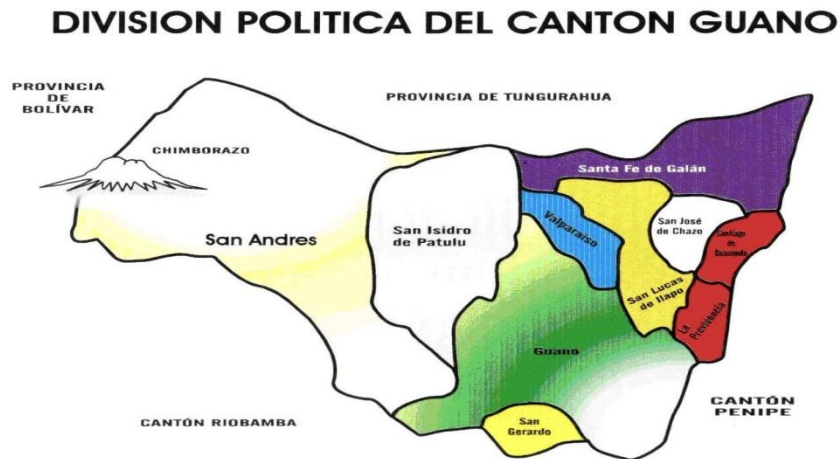 DIVISION POLITICA DEL CANTON GUANO
PROVINCIA
DE
BOLÍVAR
PROVINCIA DE TUNGURAHUA
CHIMBORAZO
Santa Fe de Galán
San Andres
San Isidro
de Patulu
Valparaiso
San José
de Chazo
Santiago de
Guanando
San Lucas
de Ilapo
La
Providencia
Guano
CANTÓN
PENIPE
CANTÓN RIOBAMBA
San
Gerardo